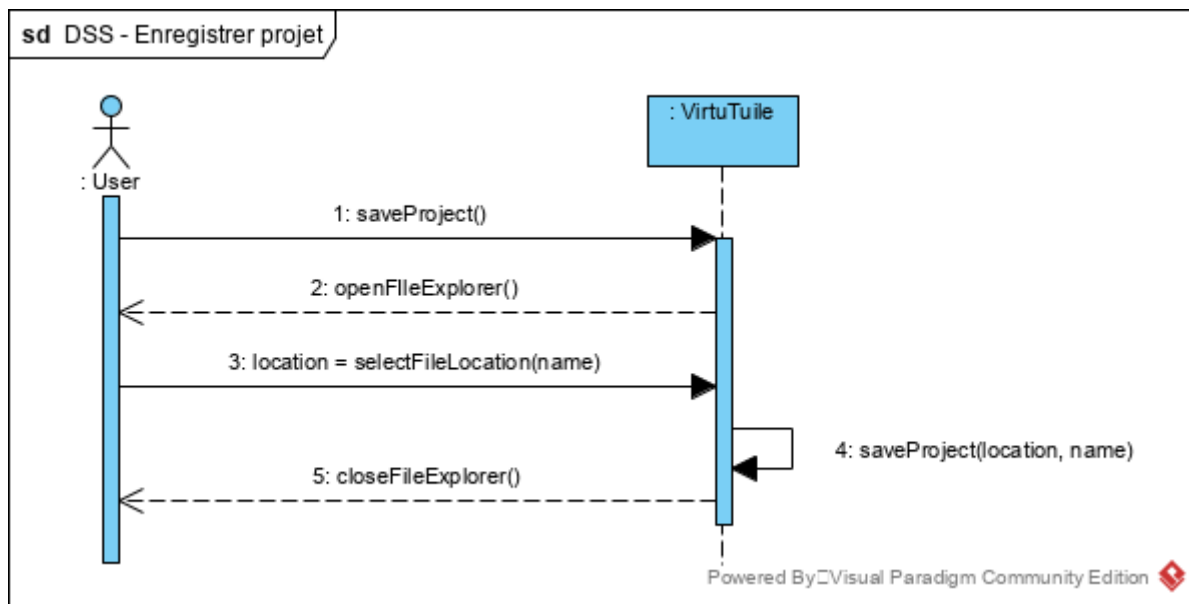 sd DSS - Enregistrer projet
: User
: VirtuTuile
1: saveProject()
2: openFIleExplorer()
3: location = selectFileLocation(name)
4: saveProject(location, name)
5: closeFileExplorer()
Powered By□Visual Paradigm Community Edition